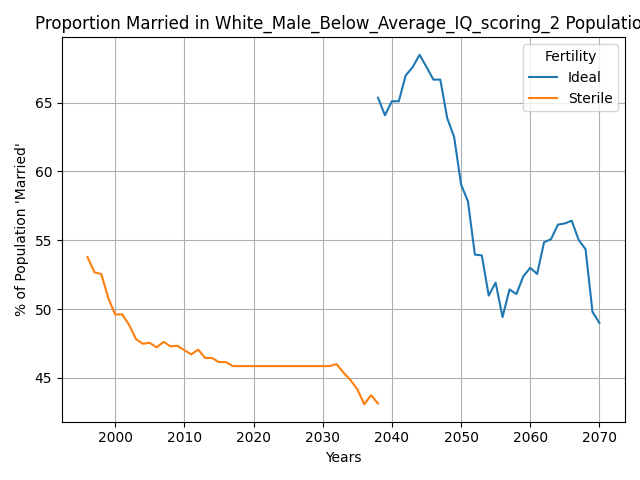 Proportion Married in White_Male_Below_Average_IQ_scoring_2 Populatio
Fertility
Ideal
Sterile
% of Population 'Married'
65
60
55
50
45
2000 2010 2020 2030 2040 2050 2060 2070
Years